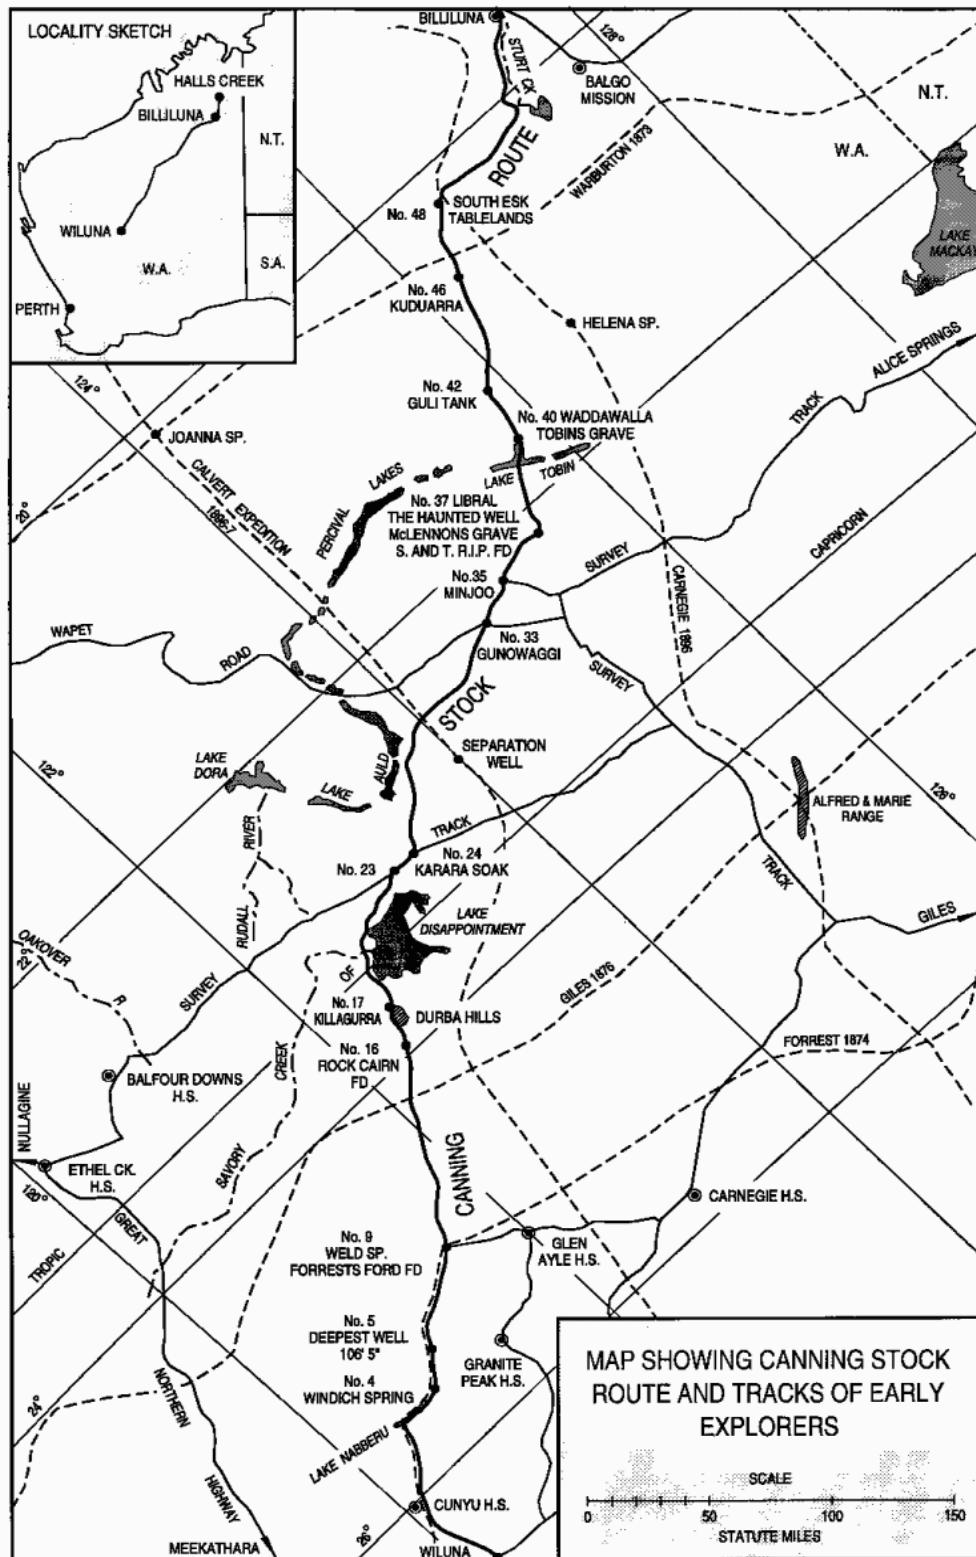 LOCALITY SKETCH
HALLS CREEK
BILLILUNA
N.T.
WILUNA
W.A.
S.A.
PERTH
BILLILUNA
STURT CK
128°
BALGO
MISSION
N.T.
W.A.
ROUTE
WARBURTON 1873
No. 48
SOUTH ESK
TABLELANDS
LAKE
MACKAY
No. 46
KUDUARRA
HELENA SP.
124°
ALICE SPRINGS
TRACK
No. 42
GULI TANK
No. 40 WADDAWALLA
TOBINS GRAVE
JOANNA SP.
CALVERT EXPEDITION
1896-7
20°
PERCIVAL LAKES
LAKE TOBIN
No. 37 LIBRAL
THE HAUNTED WELL
McLENNONS GRAVE
S. AND T. R.I.P. FD
CAPRICORN
SURVEY
No.35
MINJOO
CARNEGIE 1896
WAPET
ROAD
No. 33
GUNOWAGGI
SURVEY
STOCK
SEPARATION
WELL
122°
LAKE
DORA
LAKE AULD
126°
ALFRED & MARIE
RANGE
TRACK
RUDALL RIVER
No. 23
No. 24
KARARA SOAK
TRACK
LAKE
DISAPPOINTMENT
GILES
OAKOVER R
22°
SURVEY
OF
GILES 1876
No. 17
KILLAGURRA
DURBA HILLS
FORREST 1874
No. 16
ROCK CAIRN
FD
BALFOUR DOWNS
H.S.
SAVORY CREEK
NULLAGINE
CANNING
ETHEL CK.
H.S.
120°
CARNEGIE H.S.
GREAT
TROPIC
No. 9
WELD SP.
FORRESTS FORD FD
GLEN
AYLE H.S.
No. 5
DEEPEST WELL
106' 5"
GRANITE
PEAK H.S.
No. 4
WINDICH SPRING
NORTHERN
24°
LAKE NABBERU
HIGHWAY
CUNYU H.S.
26°
MEEKATHARA
WILUNA
MAP SHOWING CANNING STOCK
ROUTE AND TRACKS OF EARLY
EXPLORERS
SCALE
0 50 100 150
STATUTE MILES